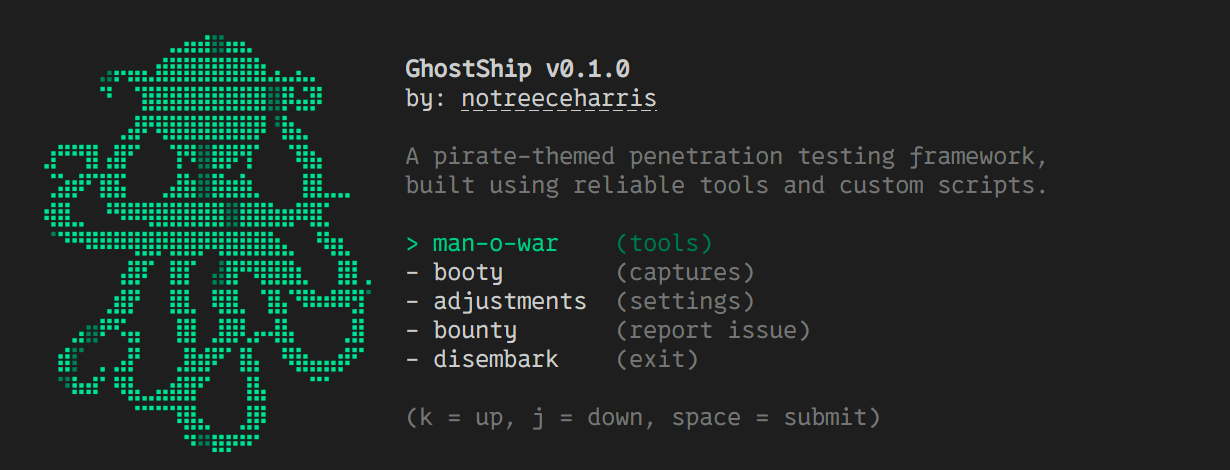 GhostShip v0.1.0
by: notreeceharris
A pirate-themed penetration testing framework,
built using reliable tools and custom scripts.
> man-o-war (tools)
- booty (captures)
- adjustments (settings)
- bounty (report issue)
- disembark (exit)
(k = up, j = down, space = submit)